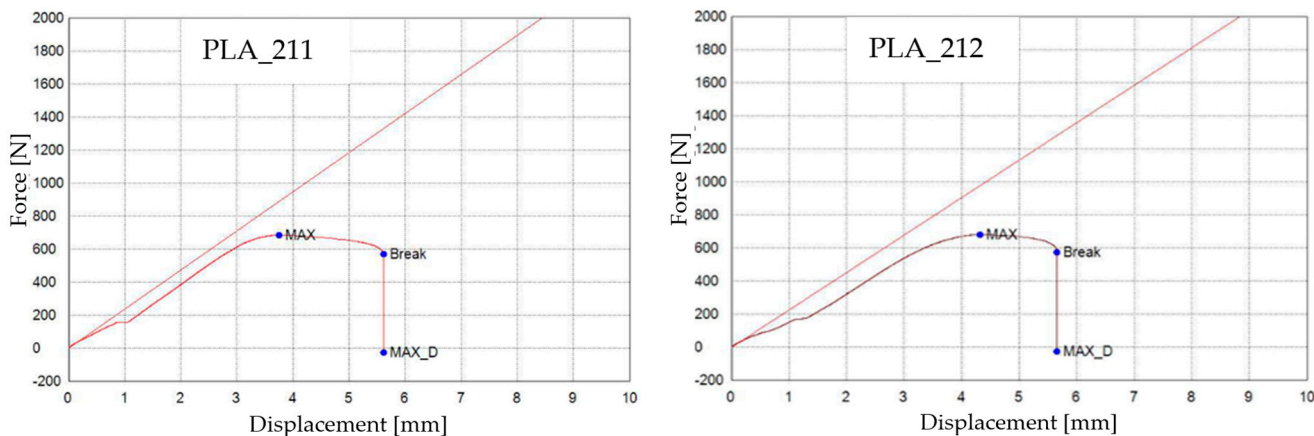 PLA_211
Force [N]
2000
1800
1600
1400
1200
1000
800
600
400
200
0
-200
MAX
Break
MAX_D
0 1 2 3 4 5 6 7 8 9 10
Displacement [mm]
PLA_212
Force [N]
2000
1800
1600
1400
1200
1000
800
600
400
200
0
-200
MAX
Break
MAX_D
0 1 2 3 4 5 6 7 8 9 10
Displacement [mm]